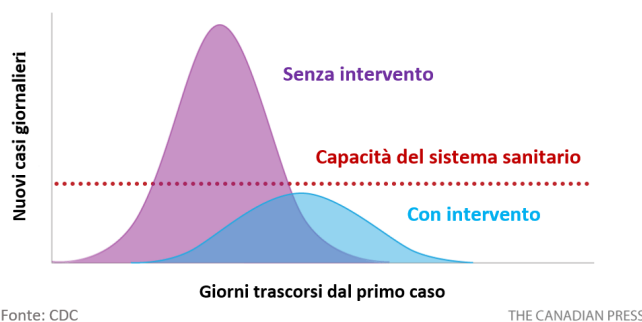 Nuovi casi giornalieri
Senza intervento
Capacità del sistema sanitario
Con intervento
Giorni trascorsi dal primo caso
Fonte: CDC
THE CANADIAN PRESS